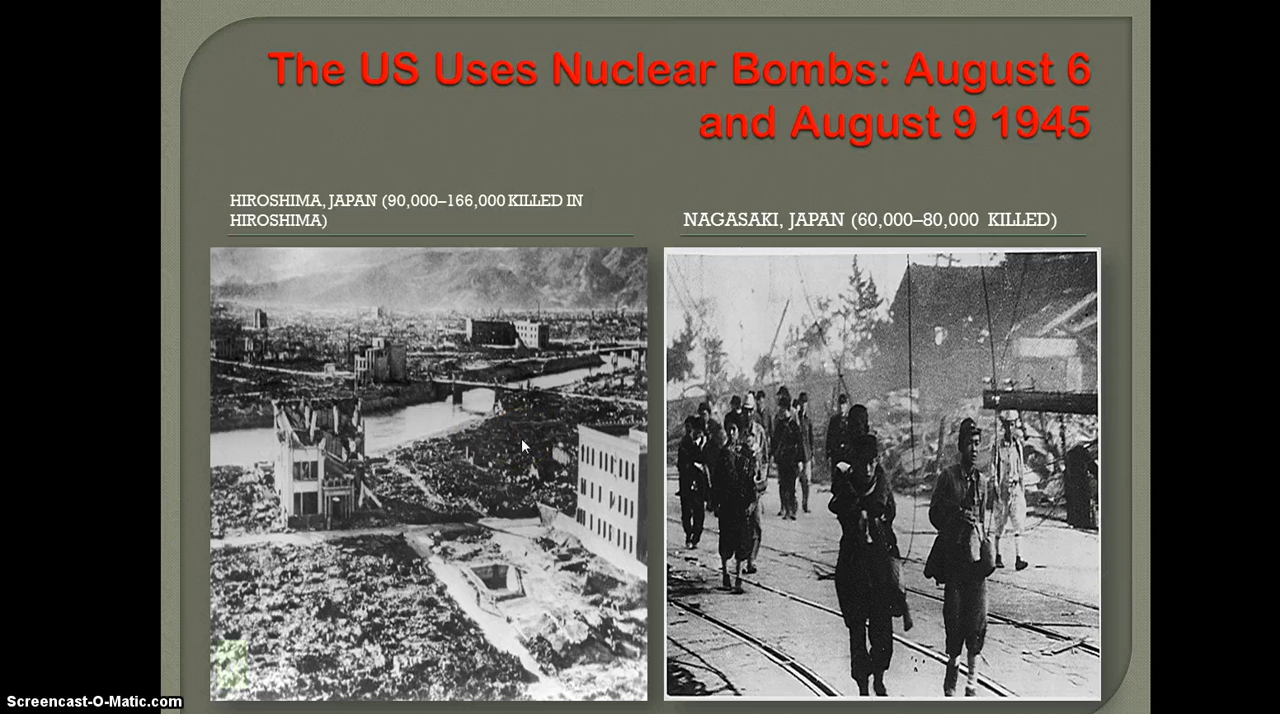 The US Uses Nuclear Bombs: August 6
and August 9 1945
HIROSHIMA, JAPAN (90,000–166,000 KILLED IN
HIROSHIMA)
NAGASAKI, JAPAN (60,000–80,000 KILLED)
Screencast-O-Matic.com